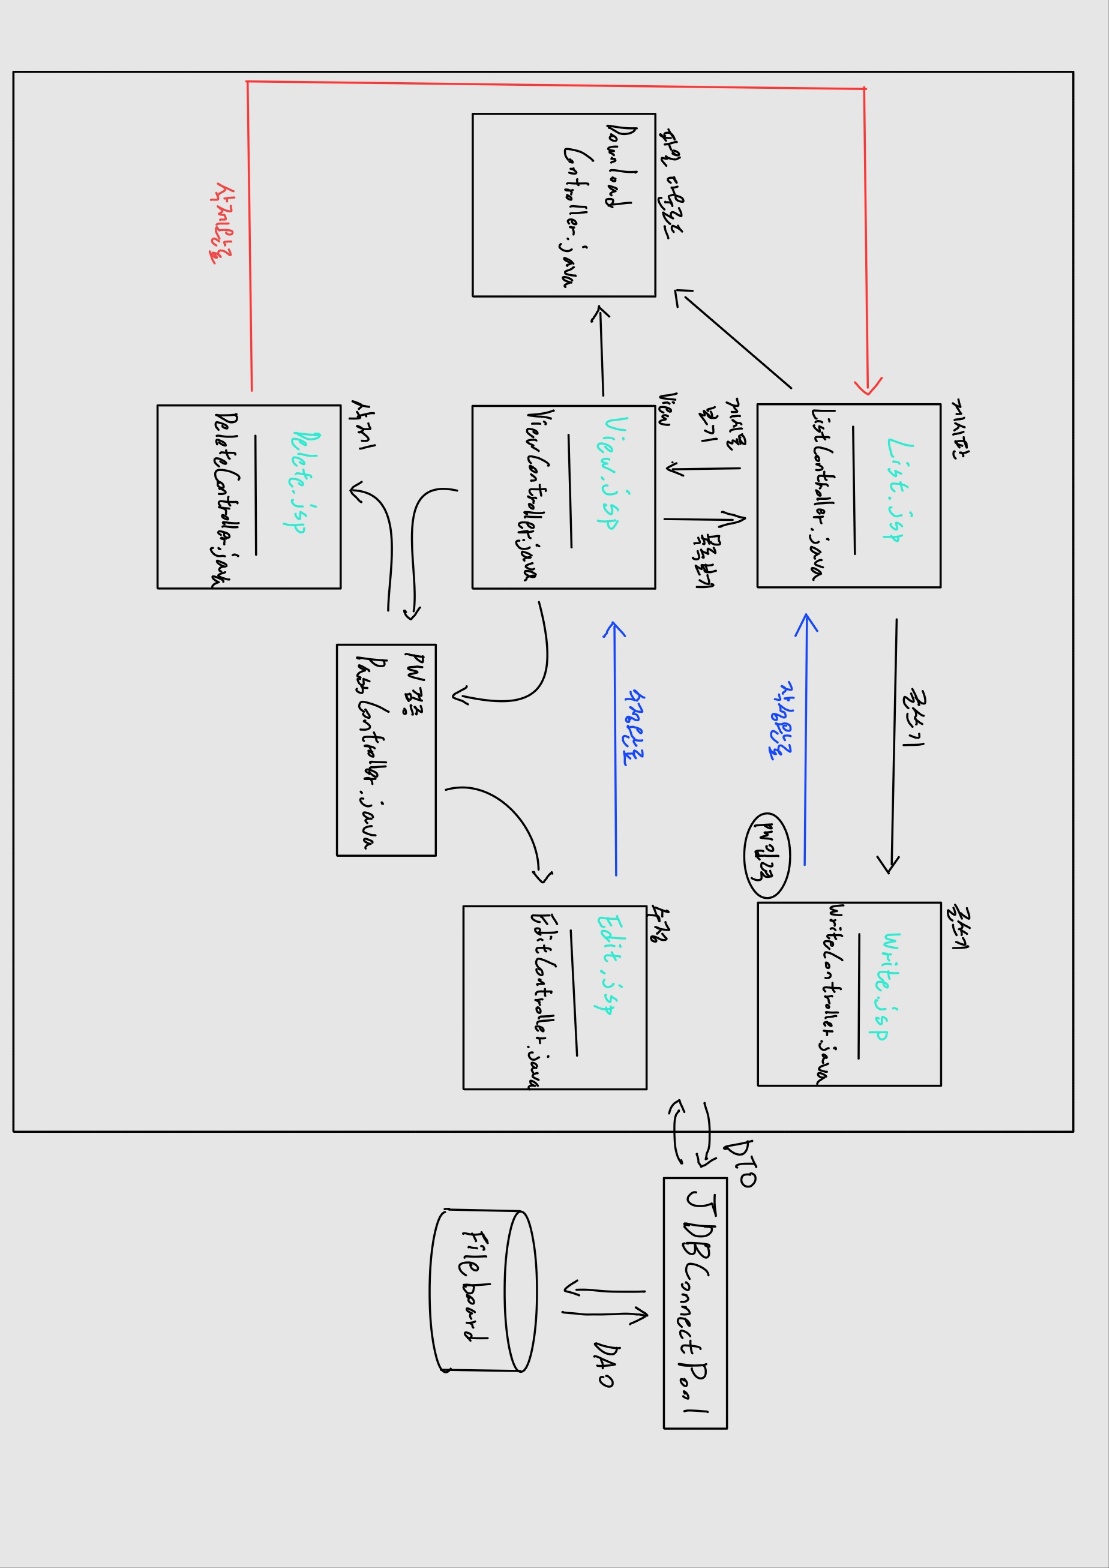 게시판
List.jsp
ListController.java
글쓰기
글쓰기
Write.jsp
WriteController.java
작성완료
PW입력
게시물
보기
목록보기
파일 다운로드
Download
Controller.java
View
View.jsp
ViewController.java
수정완료
수정
Edit.jsp
EditController.java
PW 검증
PassController.java
삭제
Delete.jsp
DeleteController.java
삭제완료
DTO
JDBConnectPool
DAO
Fileboard